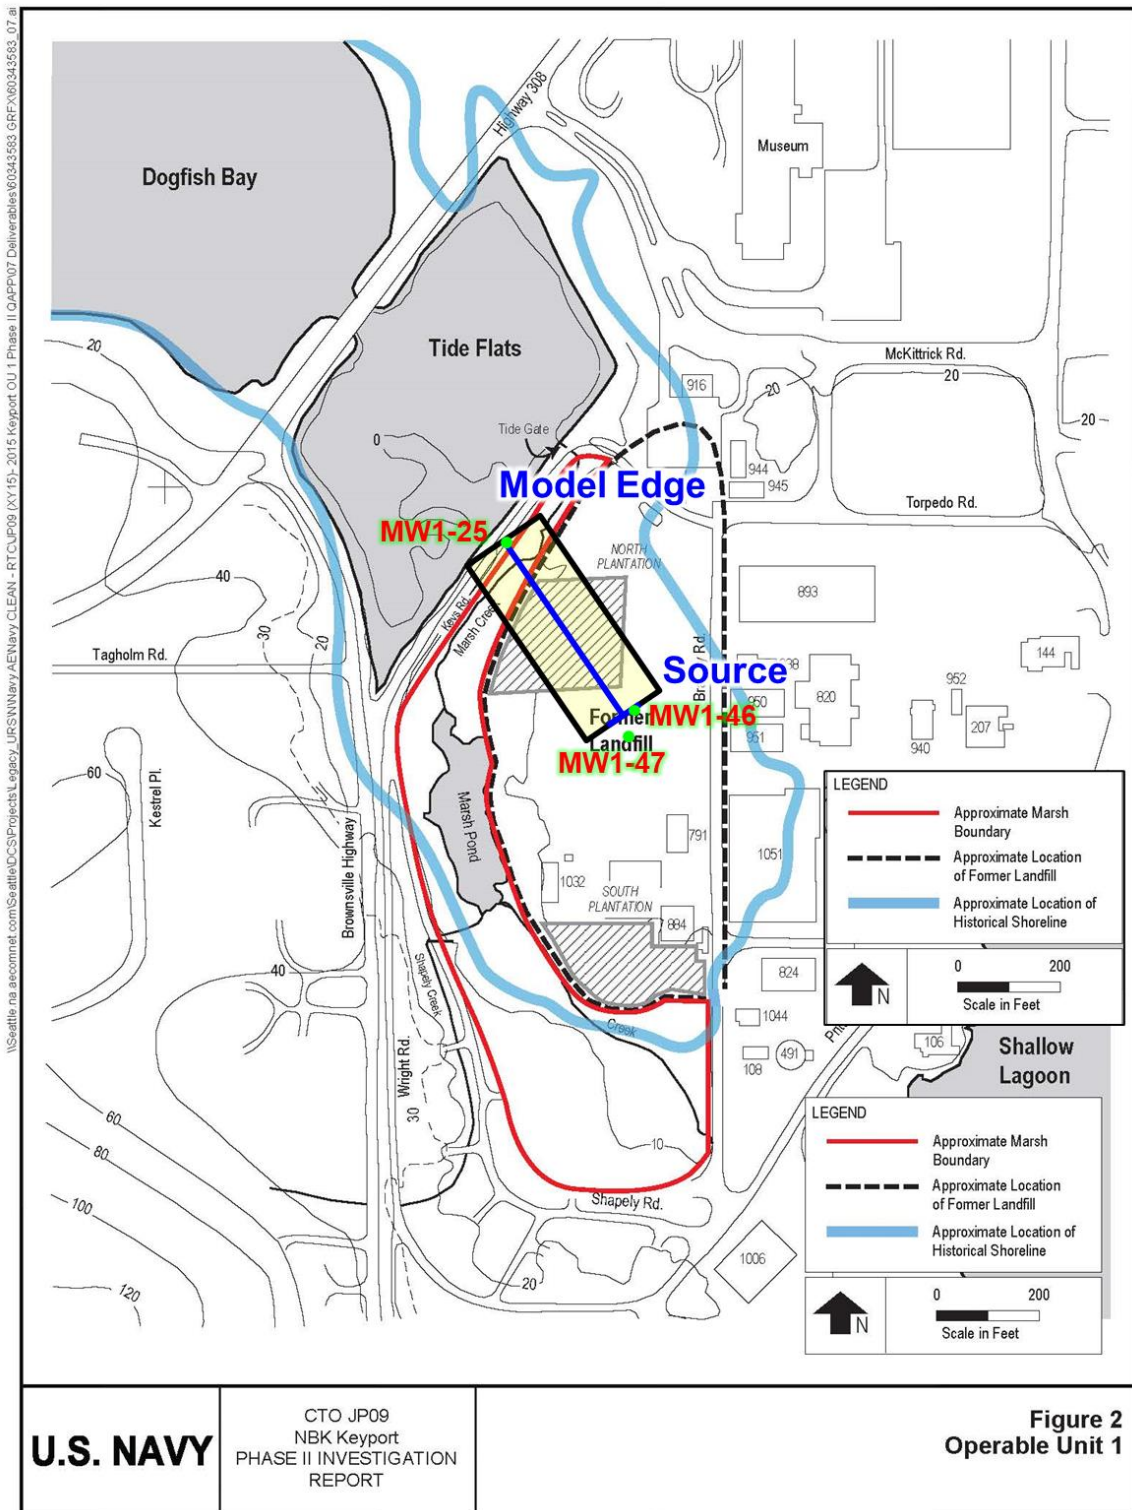 \\Seattle.na.aecomnet.com\Seattle\DCS\Projects\Legacy_URS\N\Navy AE\Navy CLEAN - RTC\JP09 (XY15)- 2015 Keyport OU 1 Phase II QAPP\07 Deliverables\60343583 GRFX\60343583_07.ai
Highway 308
Museum
Dogfish Bay
Tide Flats
McKittrick Rd.
20
20
916
20
20
0
Tide Gate
944
945
Model Edge
Torpedo Rd.
MW1-25
NORTH
PLANTATION
40
30
20
893
Keys Rd.
Marsh Creek
Tagholm Rd.
144
Source
952
950
820
MW1-46
207
Former
Landfill
951
940
MW1-47
60
Kestrel Pl.
Marsh Pond
791
1051
Brownsville Highway
1032
SOUTH
PLANTATION
884
40
Shapely Creek
824
1044
Creek
108
491
106
Shallow
Lagoon
Wright Rd.
30
60
80
10
100
Shapely Rd.
1006
20
120
LEGEND
Approximate Marsh
Boundary
Approximate Location
of Former Landfill
Approximate Location of
Historical Shoreline
N
0 200
Scale in Feet
LEGEND
Approximate Marsh
Boundary
Approximate Location
of Former Landfill
Approximate Location of
Historical Shoreline
N
0 200
Scale in Feet
U.S. NAVY
CTO JP09
NBK Keyport
PHASE II INVESTIGATION
REPORT
Figure 2
Operable Unit 1